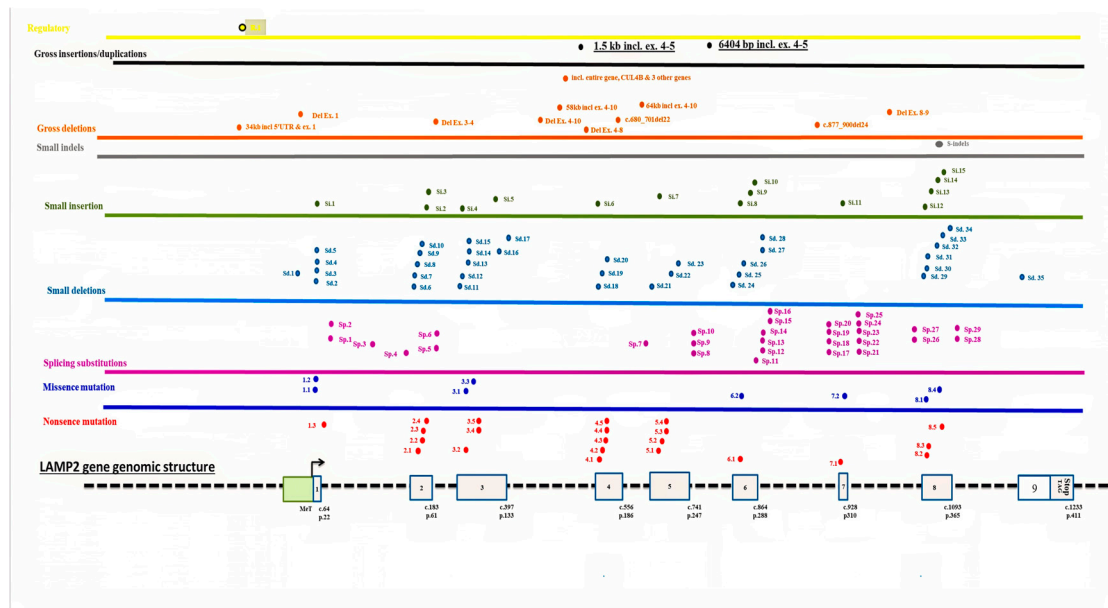 Regulatory
Gross insertions/duplications
1.5 kb incl. ex. 4-5
6404 bp incl. ex. 4-5
incl. entire gene, CUL4B & 3 other genes
58kb incl ex. 4-10
64kb incl ex. 4-10
Del Ex. 1
Del Ex. 8-9
Del Ex. 3-4
Del Ex. 4-10
c.680_701del22
Gross deletions
34kb incl 5'UTR & ex. 1
Del Ex. 4-8
c.877_900del24
Small indels
S-indels
Si.15
Si.14
Si.10
Si.3
Si.9
Si.13
Si.7
Si.5
Small insertion
Si.1
Si.2
Si.4
Si.6
Si.8
Si.11
Si.12
Sd. 34
Sd. 33
Sd.17
Sd. 28
Sd.15
Sd.10
Sd. 32
Sd.5
Sd.9
Sd.14
Sd.16
Sd. 27
Sd. 31
Sd.4
Sd.8
Sd.13
Sd.20
Sd. 23
Sd. 26
Sd. 30
Sd.1
Sd.3
Sd.7
Sd.12
Sd.19
Sd.22
Sd. 25
Sd. 29
Sd. 35
Small deletions
Sd.2
Sd.6
Sd.11
Sd.18
Sd.21
Sd. 24
Sp.16
Sp.25
Sp.2
Sp.15
Sp.20
Sp.24
Sp.27
Sp.29
Sp.6
Sp.10
Sp.14
Sp.19
Sp.23
Sp.1
Sp.3
Sp.7
Sp.9
Sp.13
Sp.18
Sp.22
Sp.26
Sp.28
Sp.4
Sp.5
Sp.8
Sp.12
Sp.17
Sp.21
Splicing substitutions
Sp.11
1.2
3.3
Missence mutation
1.1
3.1
6.2
7.2
8.4
8.1
Nonsence mutation
1.3
2.4
3.5
4.5
5.4
2.3
3.4
4.4
5.3
8.5
2.2
4.3
5.2
2.1
3.2
4.2
5.1
8.3
4.1
6.1
7.1
8.2
LAMP2 gene genomic structure
1
2
3
4
5
6
7
8
9
Stop
TAG
MeT
c.64
p.22
c.183
p.61
c.397
p.133
c.556
p.186
c.741
p.247
c.864
p.288
c.928
p310
c.1093
p.365
c.1233
p.411